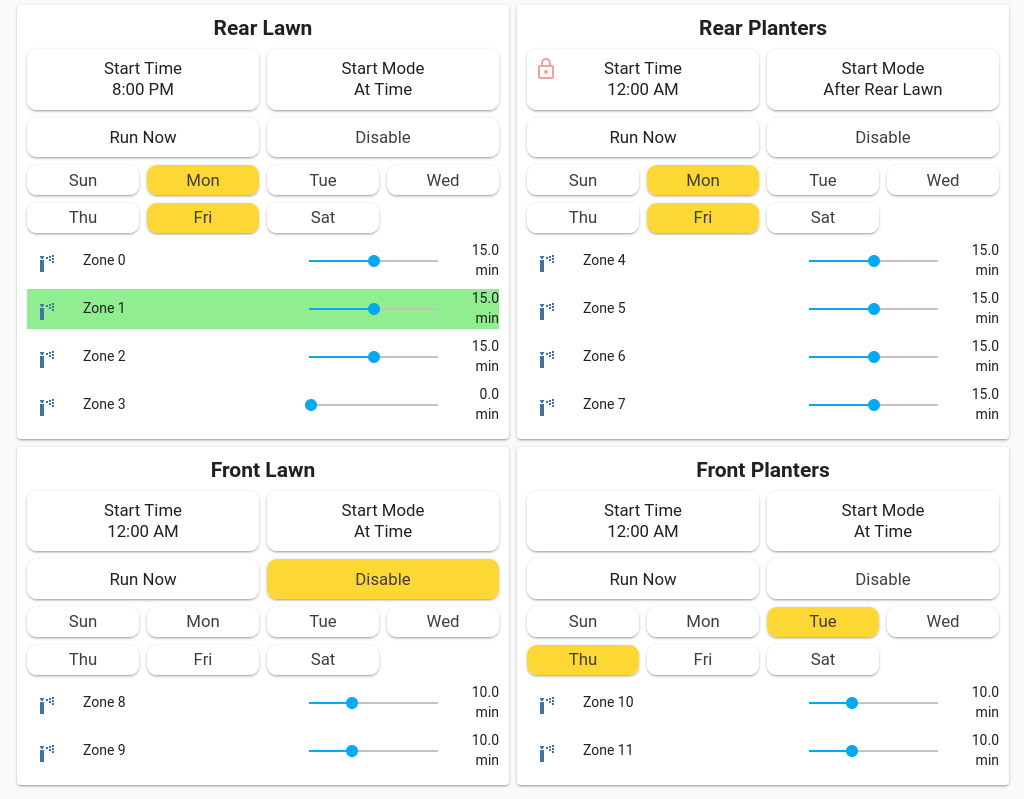 Rear Lawn
Start Time
8:00 PM
Start Mode
At Time
Run Now
Disable
Sun
Mon
Tue
Wed
Thu
Fri
Sat
Zone 0
15.0
min
Zone 1
15.0
min
Zone 2
15.0
min
Zone 3
0.0
min
Rear Planters
Start Time
12:00 AM
Start Mode
After Rear Lawn
Run Now
Disable
Sun
Mon
Tue
Wed
Thu
Fri
Sat
Zone 4
15.0
min
Zone 5
15.0
min
Zone 6
15.0
min
Zone 7
15.0
min
Front Lawn
Start Time
12:00 AM
Start Mode
At Time
Run Now
Disable
Sun
Mon
Tue
Wed
Thu
Fri
Sat
Zone 8
10.0
min
Zone 9
10.0
min
Front Planters
Start Time
12:00 AM
Start Mode
At Time
Run Now
Disable
Sun
Mon
Tue
Wed
Thu
Fri
Sat
Zone 10
10.0
min
Zone 11
10.0
min